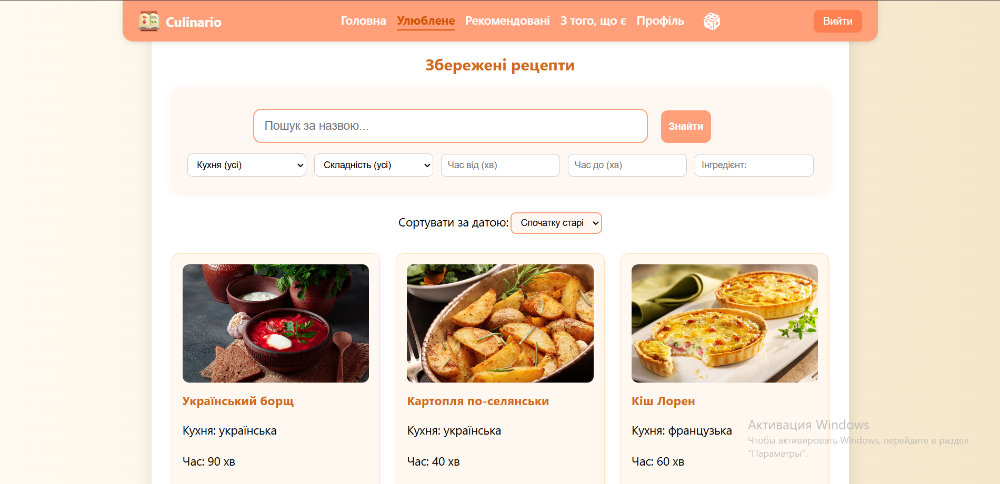 Culinario
Головна Улюблене Рекомендовані З того, що є Профіль
Выйти
Збережені рецепти
Пошук за назвою...
Знайти
Кухня (усі) Складність (усі) Час від (хв) Час до (хв) Інгредієнт:
Сортувати за датою: Спочатку старі
Український борщ
Кухня: українська
Час: 90 хв
Картопля по-селянськи
Кухня: українська
Час: 40 хв
Кіш Лорен
Кухня: французька
Час: 60 хв
Активация Windows
Чтобы активировать Windows, перейдите в раздел
"Параметры".